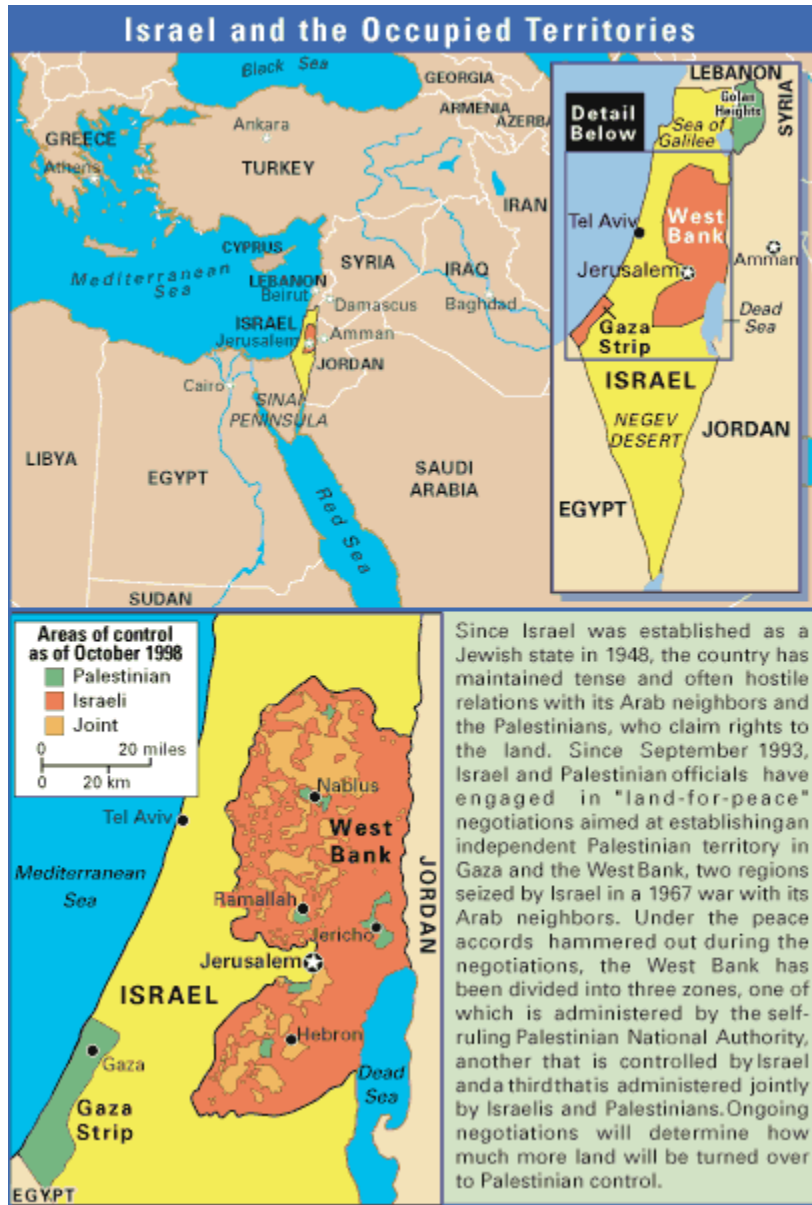 Israel and the Occupied Territories
Black Sea
GEORGIA
ARMENIA
AZERBA
GREECE
Ankara
Athens
TURKEY
IRAN
CYPRUS
Mediterranean
Sea
SYRIA
LEBANON
Beirut
IRAQ
Damascus
Baghdad
ISRAEL
Jerusalem
Amman
JORDAN
Cairo
SINAI
PENINSULA
LIBYA
EGYPT
SAUDI
ARABIA
Red Sea
SUDAN
LEBANON
Golan
Heights
SYRIA
Detail
Below
Sea of
Galilee
Tel Aviv
West
Bank
Jerusalem
Amman
Dead
Sea
Gaza
Strip
ISRAEL
NEGEV
DESERT
JORDAN
EGYPT
Areas of control
as of October 1998
Palestinian
Israeli
Joint
0 20 miles
0 20 km
Tel Aviv
Nablus
West
Bank
Mediterranean
Sea
JORDAN
Ramallah
Jericho
Jerusalem
ISRAEL
Hebron
Gaza
Dead
Sea
Gaza
Strip
EGYPT
Since Israel was established as a
Jewish state in 1948, the country has
maintained tense and often hostile
relations with its Arab neighbors and
the Palestinians, who claim rights to
the land. Since September 1993,
Israel and Palestinian officials have
engaged in "land-for-peace"
negotiations aimed at establishingan
independent Palestinian territory in
Gaza and the West Bank, two regions
seized by Israel in a 1967 war with its
Arab neighbors. Under the peace
accords hammered out during the
negotiations, the West Bank has
been divided into three zones, one of
which is administered by the self-
ruling Palestinian National Authority,
another that is controlled by Israel
and a third that is administered jointly
by Israelis and Palestinians. Ongoing
negotiations will determine how
much more land will be turned over
to Palestinian control.